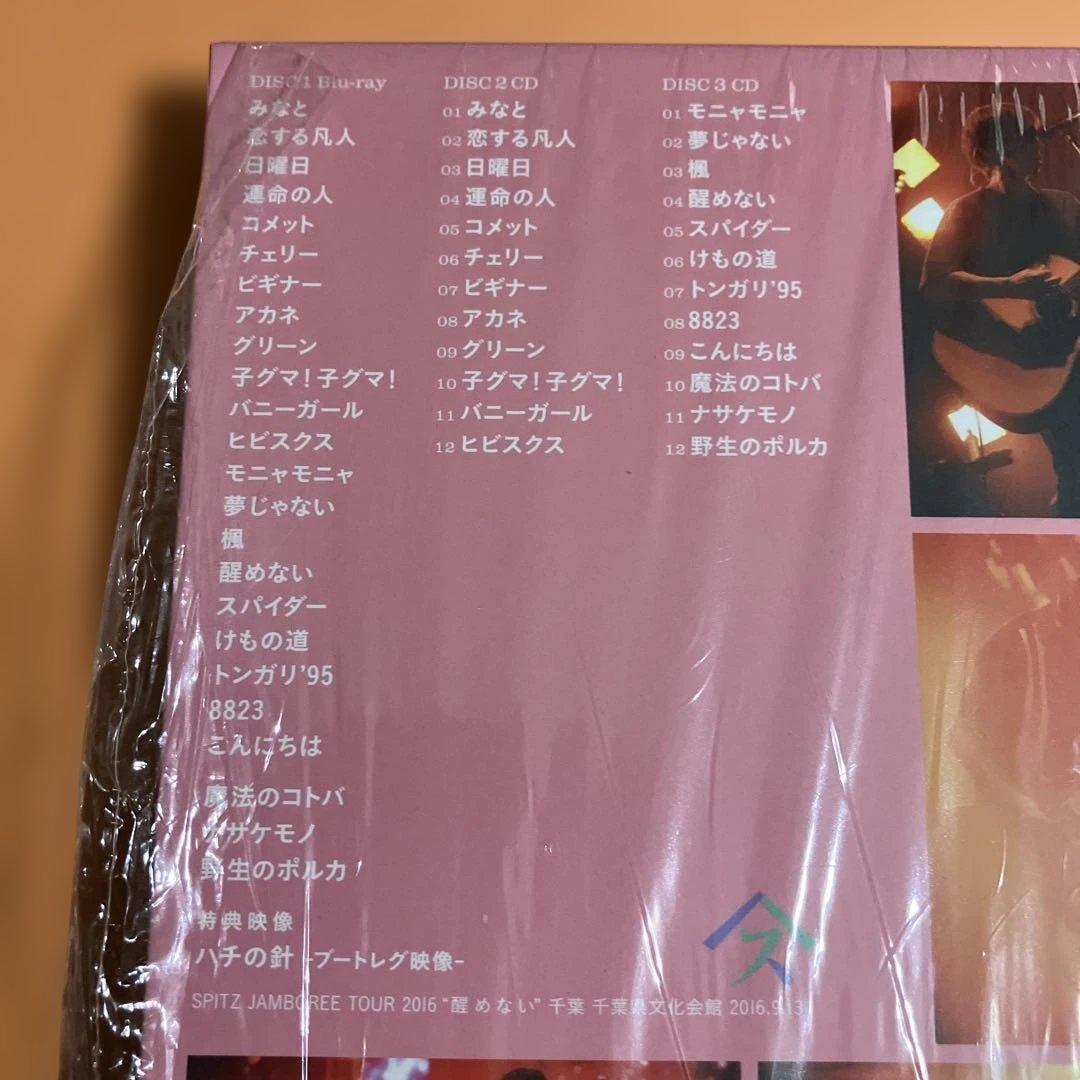 DISC 1 Blu-ray
みなと
恋する凡人
日曜日
運命の人
コメット
チェリー
ビギナー
アカネ
グリーン
子グマ!子グマ!
バニーガール
ヒビスクス
モニャモニャ
夢じゃない
楓
醒めない
スパイダー
けもの道
トンガリ'95
8823
こんにちは
魔法のコトバ
ナサケモノ
野生のポルカ
特典映像
ハチの針 -ブートレグ映像-
SPITZ JAMBOREE TOUR 2016 "醒めない" 千葉 千葉県文化会館 2016.9.13
DISC 2 CD
01 みなと
02 恋する凡人
03 日曜日
04 運命の人
05 コメット
06 チェリー
07 ビギナー
08 アカネ
09 グリーン
10 子グマ!子グマ!
11 バニーガール
12 ヒビスクス
DISC 3 CD
01 モニャモニャ
02 夢じゃない
03 楓
04 醒めない
05 スパイダー
06 けもの道
07 トンガリ'95
08 8823
09 こんにちは
10 魔法のコトバ
11 ナサケモノ
12 野生のポルカ